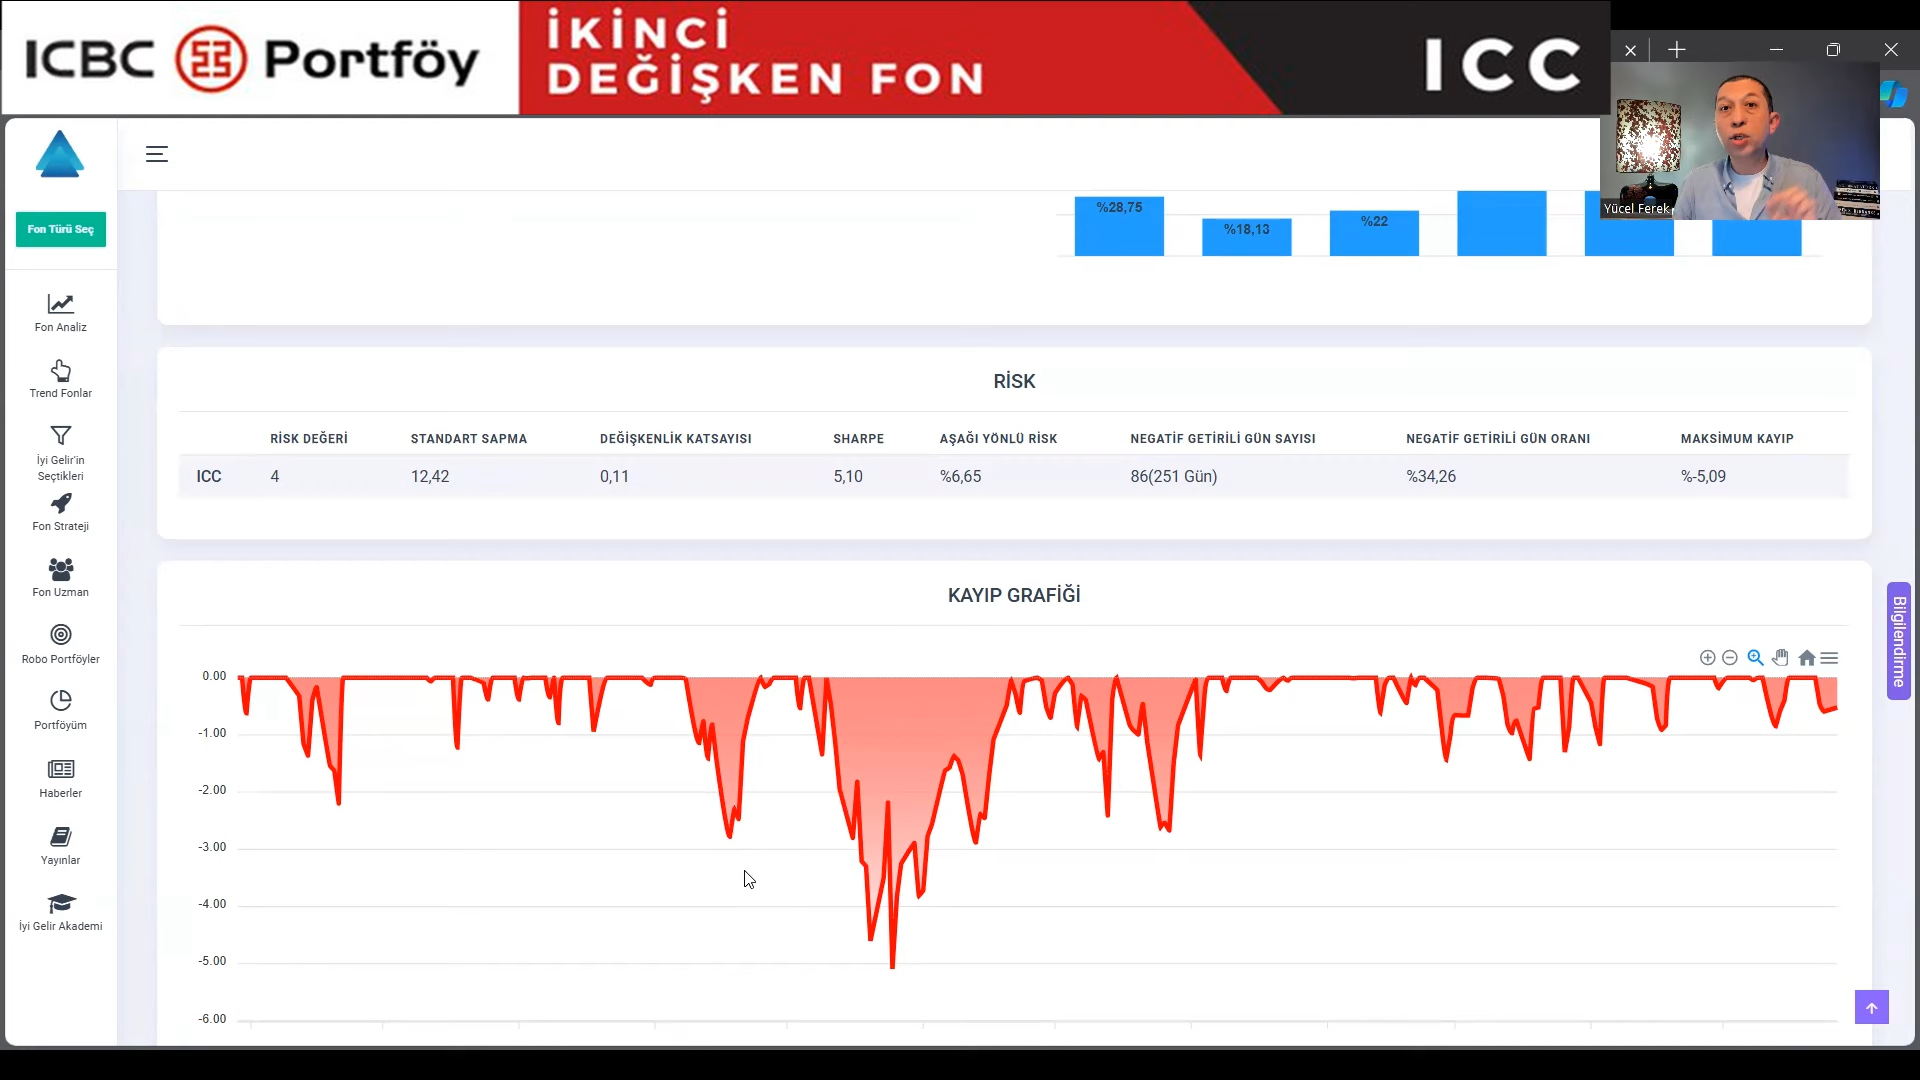 ICBC Portföy
İKİNCİ
DEĞİŞKEN FON
ICC
Yücel Ferek
Fon Türü Seç
Fon Analiz
Trend Fonlar
İyi Gelir'in
Seçtikleri
Fon Strateji
Fon Uzman
Robo Portföyler
Portföyüm
Haberler
Yayınlar
İyi Gelir Akademi
%28,75
%18,13
%22
RİSK
RİSK DEĞERİ STANDART SAPMA DEĞİŞKENLİK KATSAYISI SHARPE AŞAĞI YÖNLÜ RİSK NEGATİF GETİRİLİ GÜN SAYISI NEGATİF GETİRİLİ GÜN ORANI MAKSİMUM KAYIP
ICC 4 12,42 0,11 5,10 %6,65 86(251 Gün) %34,26 %-5,09
KAYIP GRAFİĞİ
0.00
-1.00
-2.00
-3.00
-4.00
-5.00
-6.00
Bilgilendirme